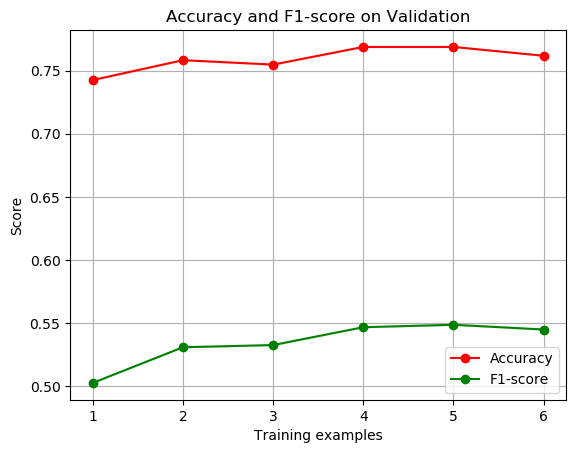 Accuracy and F1-score on Validation
Score
0.75
0.70
0.65
0.60
0.55
0.50
Accuracy
F1-score
1 2 3 4 5 6
Training examples